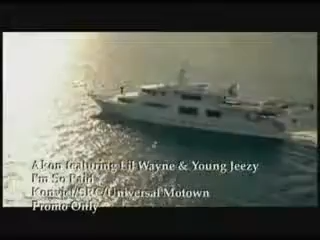 Akon featuring Lil Wayne & Young Jeezy
I'm So Paid
Konvict/SRC/Universal Motown
Promo Only